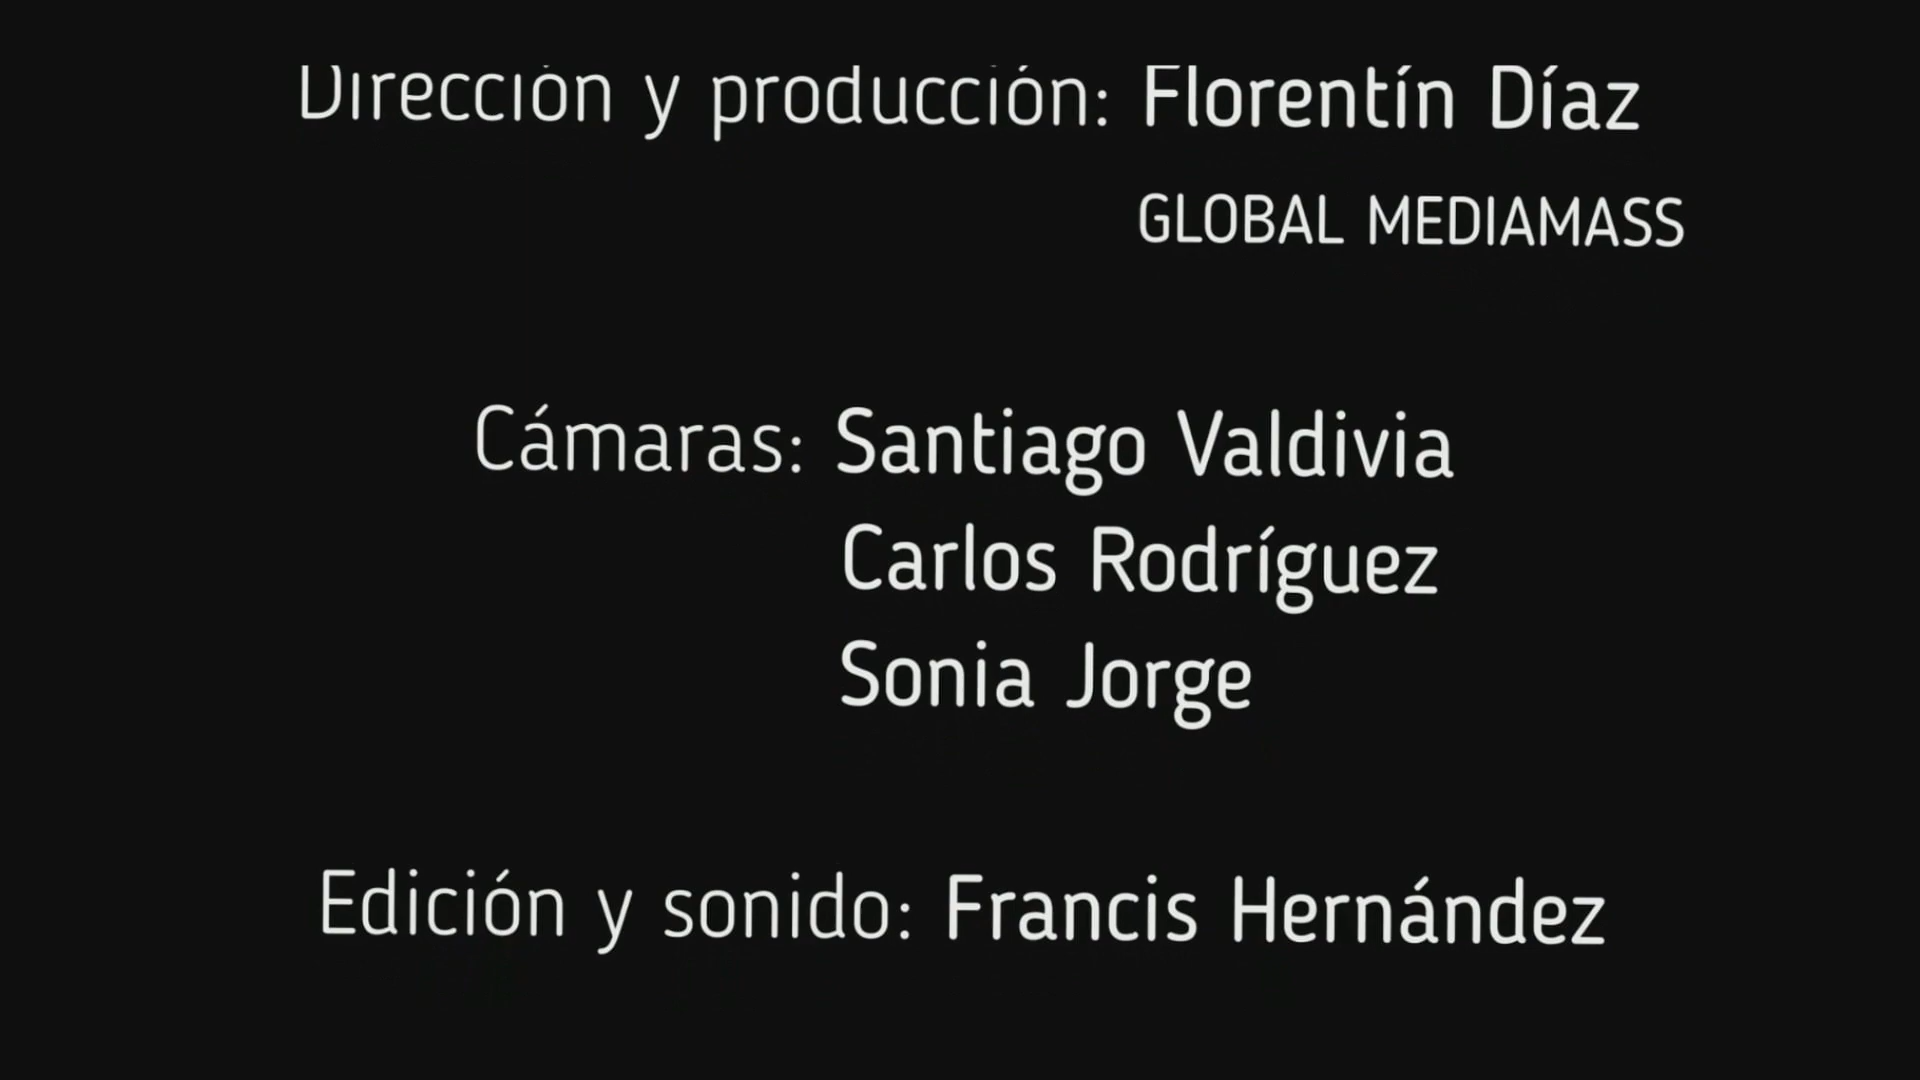 Dirección y producción: Florentín Díaz
GLOBAL MEDIAMASS
Cámaras: Santiago Valdivia
Carlos Rodríguez
Sonia Jorge
Edición y sonido: Francis Hernández